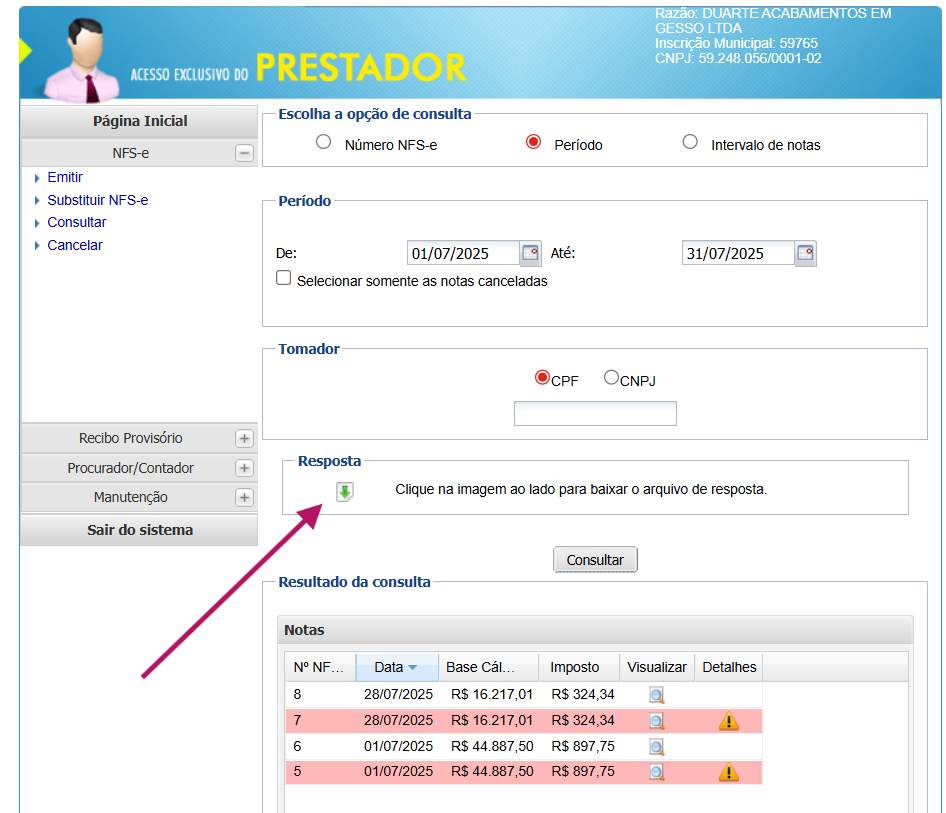 Razão: DUARTE ACABAMENTOS EM
GESSO LTDA
Inscrição Municipal: 59765
CNPJ: 59.248.056/0001-02
ACESSO EXCLUSIVO DO PRESTADOR
Página Inicial
NFS-e
Emitir
Substituir NFS-e
Consultar
Cancelar
Recibo Provisório
Procurador/Contador
Manutenção
Sair do sistema
Escolha a opção de consulta
Número NFS-e Período Intervalo de notas
Período
De: 01/07/2025 Até: 31/07/2025
Selecionar somente as notas canceladas
Tomador
CPF CNPJ
Resposta
Clique na imagem ao lado para baixar o arquivo de resposta.
Consultar
Resultado da consulta
Notas
Nº NF... Data Base Cál... Imposto Visualizar Detalhes
8 28/07/2025 R$ 16.217,01 R$ 324,34
7 28/07/2025 R$ 16.217,01 R$ 324,34
6 01/07/2025 R$ 44.887,50 R$ 897,75
5 01/07/2025 R$ 44.887,50 R$ 897,75